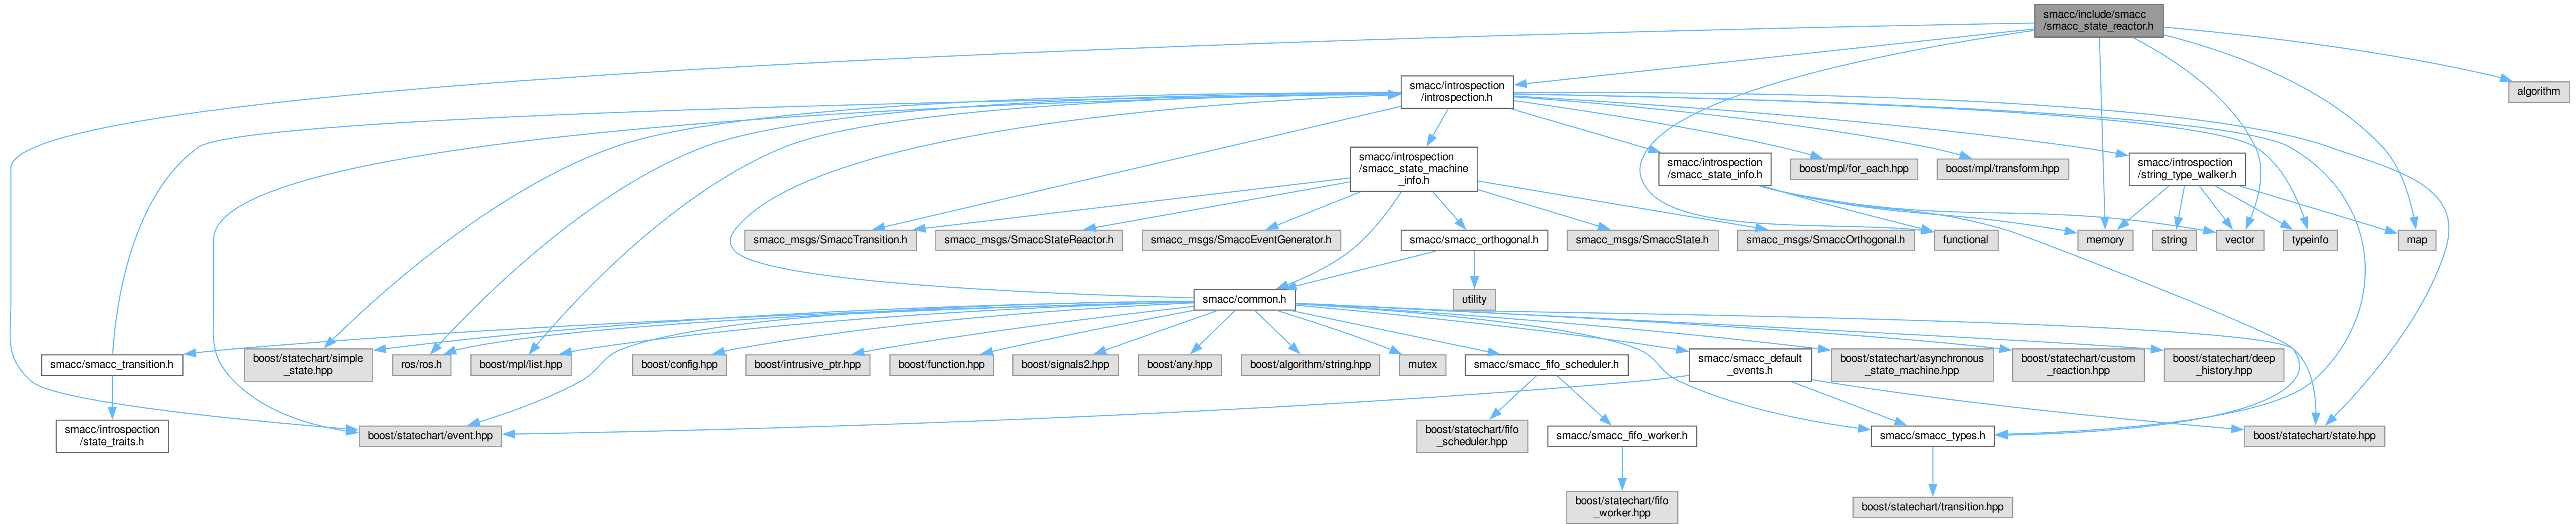 smacc/include/smacc
/smacc_state_reactor.h
smacc/introspection
/introspection.h
algorithm
smacc/introspection
/smacc_state_machine
_info.h
smacc/introspection
/smacc_state_info.h
boost/mpl/for_each.hpp
boost/mpl/transform.hpp
smacc/introspection
/string_type_walker.h
smacc_msgs/SmaccTransition.h
smacc_msgs/SmaccStateReactor.h
smacc_msgs/SmaccEventGenerator.h
smacc/smacc_orthogonal.h
smacc_msgs/SmaccState.h
smacc_msgs/SmaccOrthogonal.h
functional
memory
string
vector
typeinfo
map
smacc/common.h
utility
smacc/smacc_transition.h
boost/statechart/simple
_state.hpp
ros/ros.h
boost/mpl/list.hpp
boost/config.hpp
boost/intrusive_ptr.hpp
boost/function.hpp
boost/signals2.hpp
boost/any.hpp
boost/algorithm/string.hpp
mutex
smacc/smacc_fifo_scheduler.h
smacc/smacc_default
_events.h
boost/statechart/asynchronous
_state_machine.hpp
boost/statechart/custom
_reaction.hpp
boost/statechart/deep
_history.hpp
smacc/introspection
/state_traits.h
boost/statechart/event.hpp
boost/statechart/fifo
_scheduler.hpp
smacc/smacc_fifo_worker.h
smacc/smacc_types.h
boost/statechart/state.hpp
boost/statechart/fifo
_worker.hpp
boost/statechart/transition.hpp